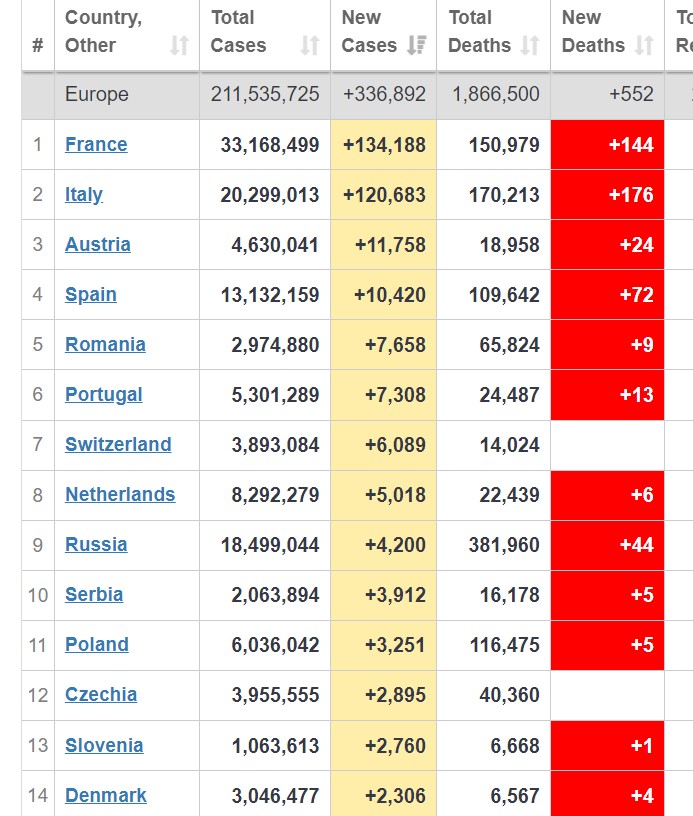 # Country, Other Total Cases New Cases Total Deaths New Deaths
Europe 211,535,725 +336,892 1,866,500 +552
1 France 33,168,499 +134,188 150,979 +144
2 Italy 20,299,013 +120,683 170,213 +176
3 Austria 4,630,041 +11,758 18,958 +24
4 Spain 13,132,159 +10,420 109,642 +72
5 Romania 2,974,880 +7,658 65,824 +9
6 Portugal 5,301,289 +7,308 24,487 +13
7 Switzerland 3,893,084 +6,089 14,024
8 Netherlands 8,292,279 +5,018 22,439 +6
9 Russia 18,499,044 +4,200 381,960 +44
10 Serbia 2,063,894 +3,912 16,178 +5
11 Poland 6,036,042 +3,251 116,475 +5
12 Czechia 3,955,555 +2,895 40,360
13 Slovenia 1,063,613 +2,760 6,668 +1
14 Denmark 3,046,477 +2,306 6,567 +4